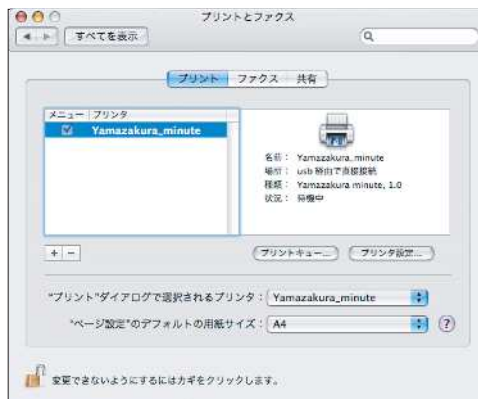 プリントとファクス
すべてを表示
プリント ファクス 共有
メニュー プリンタ
Yamazakura_minute
名前： Yamazakura_minute
場所： usb 経由で直接接続
種類： Yamazakura minute, 1.0
状況： 待機中
+ −
プリントキュー... プリンタ設定...
"プリント"ダイアログで選択されるプリンタ： Yamazakura_minute
"ページ設定"のデフォルトの用紙サイズ： A4 ?
変更できないようにするにはカギをクリックします。